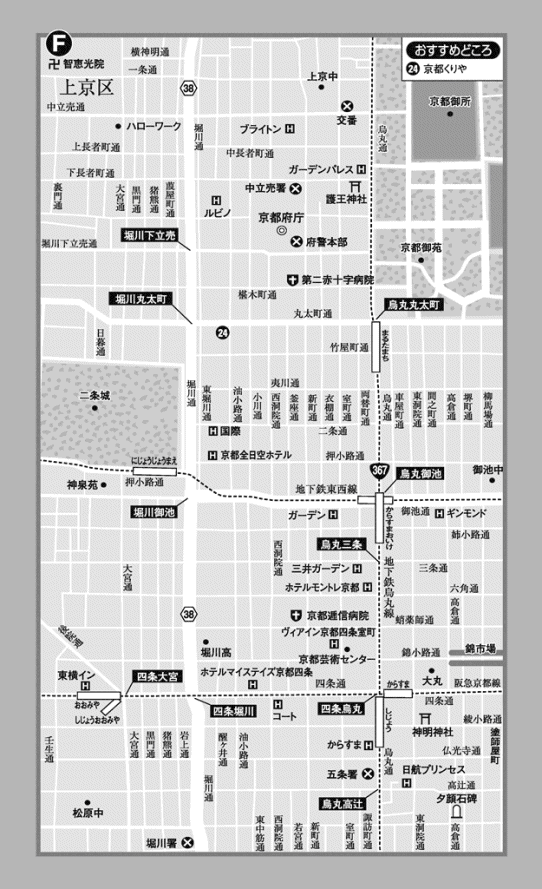 F
卍 智恵光院
横神明通
一条通
上京区
中立売通
38
上京中
交番
おすすめどころ
24 京都くりや
京都御所
ハローワーク
堀川通
ブライトン H
烏丸通
上長者町通
中長者町通
下長者町通
ガーデンパレス H
裏門通
大宮通
黒門通
猪熊通
葭屋町通
中立売署
護王神社
H
ルビノ
京都府庁
堀川下立売
堀川下立売通
府警本部
京都御苑
第二赤十字病院
椹木町通
堀川丸太町
丸太町通
烏丸丸太町
24
日暮通
竹屋町通
まるたまち
二条城
堀川通
東堀川通
油小路通
小川通
夷川通
西洞院通
釜座通
新町通
衣棚通
室町通
両替町通
烏丸通
車屋町通
東洞院通
間之町通
高倉通
堺町通
柳馬場通
H 国際
二条通
H 京都全日空ホテル
押小路通
にじょうじょうまえ
367
烏丸御池
御池中
神泉苑
押小路通
地下鉄東西線
堀川御池
ガーデン H
からすまおいけ
御池通
H ギンモンド
姉小路通
烏丸三条
西洞院通
大宮通
三井ガーデン H
地下鉄烏丸線
三条通
ホテルモントレ京都 H
六角通
38
京都逓信病院
高倉通
蛸薬師通
後院通
ヴィアイン京都四条室町
H
堀川高
京都芸術センター
錦小路通
錦市場
東横イン
H
四条大宮
ホテルマイステイズ京都四条
H
四条通
からすま
大丸
阪急京都線
おおみや
しじょうおおみや
四条堀川
H
コート
四条烏丸
しじょう
四条通
神明神社
綾小路通
壬生通
大宮通
黒門通
猪熊通
岩上通
醒ヶ井通
油小路通
からすま H
烏丸通
仏光寺通
塗師屋町
五条署
日航プリンセス
H
高辻通
堀川通
烏丸高辻
夕顔石碑
松原中
堀川署
東中筋通
西洞院通
若宮通
新町通
室町通
諏訪町通
東洞院通
高倉通